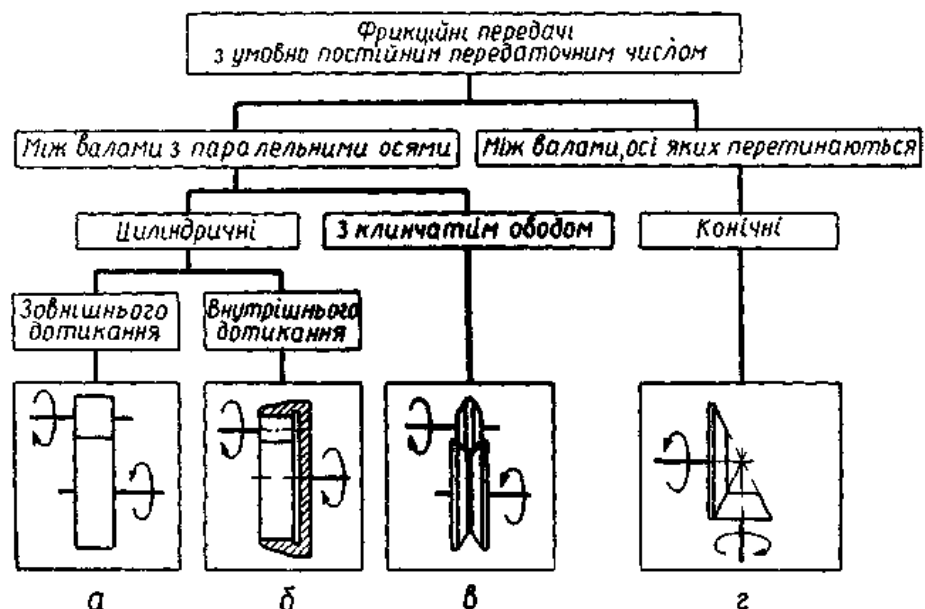 Фрикційні передачі
з умовно постійним передаточним числом
Між валами з паралельними осями
Між валами, осі яких перетинаються
Циліндричні
З клинчатім ободом
Конічні
Зовнішнього
дотикання
Внутрішнього
дотикання
а
б
в
г